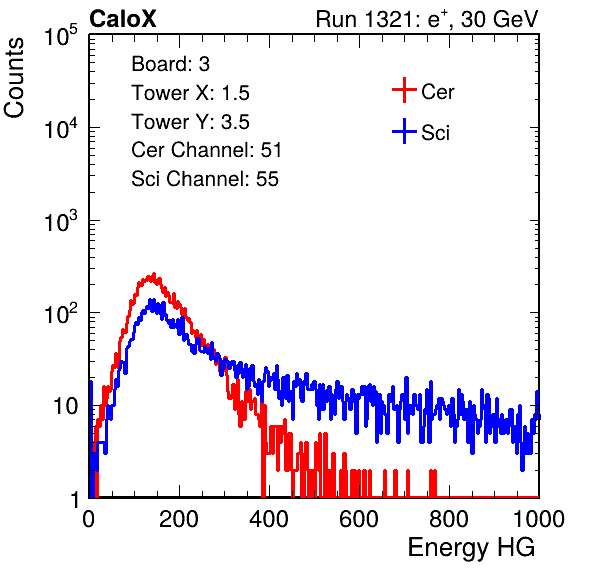 CaloX Run 1321: e⁺, 30 GeV
Counts
Board: 3
Tower X: 1.5
Tower Y: 3.5
Cer Channel: 51
Sci Channel: 55
Cer
Sci
10⁵
10⁴
10³
10²
10
1
0 200 400 600 800 1000
Energy HG